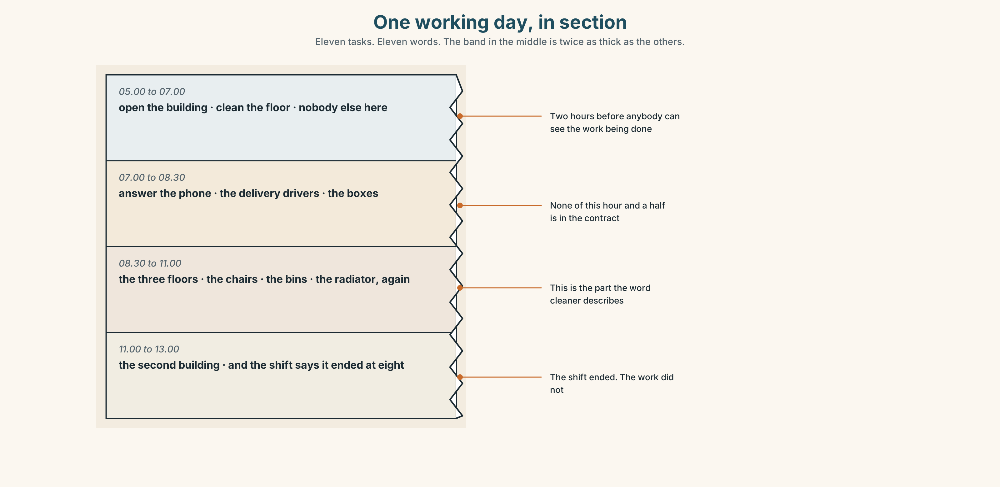 One working day, in section
Eleven tasks. Eleven words. The band in the middle is twice as thick as the others.
05.00 to 07.00
open the building · clean the floor · nobody else here
Two hours before anybody can
see the work being done
07.00 to 08.30
answer the phone · the delivery drivers · the boxes
None of this hour and a half
is in the contract
08.30 to 11.00
the three floors · the chairs · the bins · the radiator, again
This is the part the word
cleaner describes
11.00 to 13.00
the second building · and the shift says it ended at eight
The shift ended. The work did
not